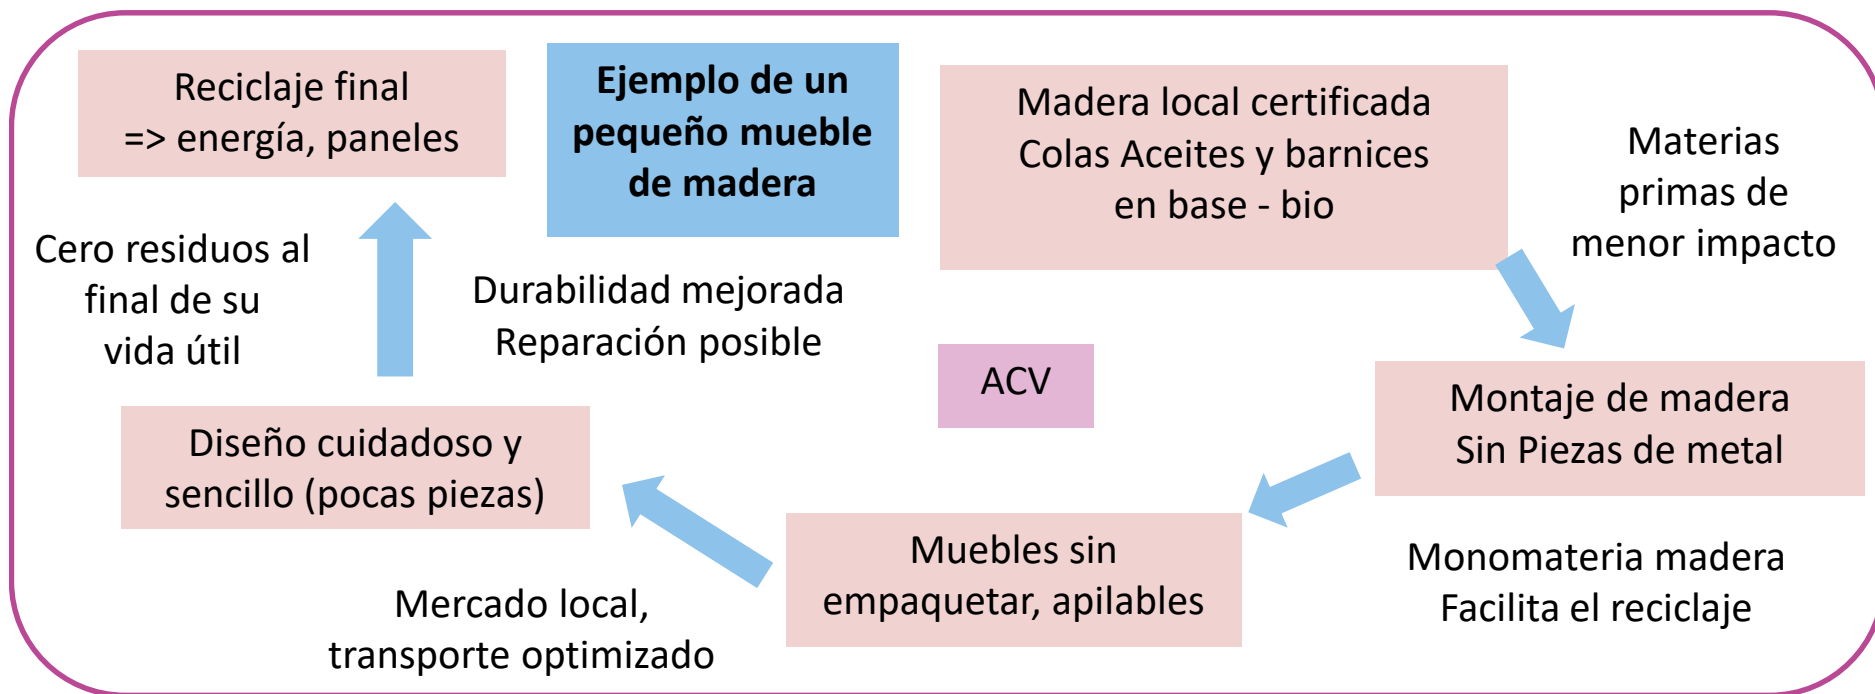 Reciclaje final
=> energía, paneles
Ejemplo de un
pequeño mueble
de madera
Madera local certificada
Colas Aceites y barnices
en base - bio
Materias
primas de
menor impacto
Cero residuos al
final de su
vida útil
Durabilidad mejorada
Reparación posible
ACV
Montaje de madera
Sin Piezas de metal
Diseño cuidadoso y
sencillo (pocas piezas)
Muebles sin
empaquetar, apilables
Monomateria madera
Facilita el reciclaje
Mercado local,
transporte optimizado